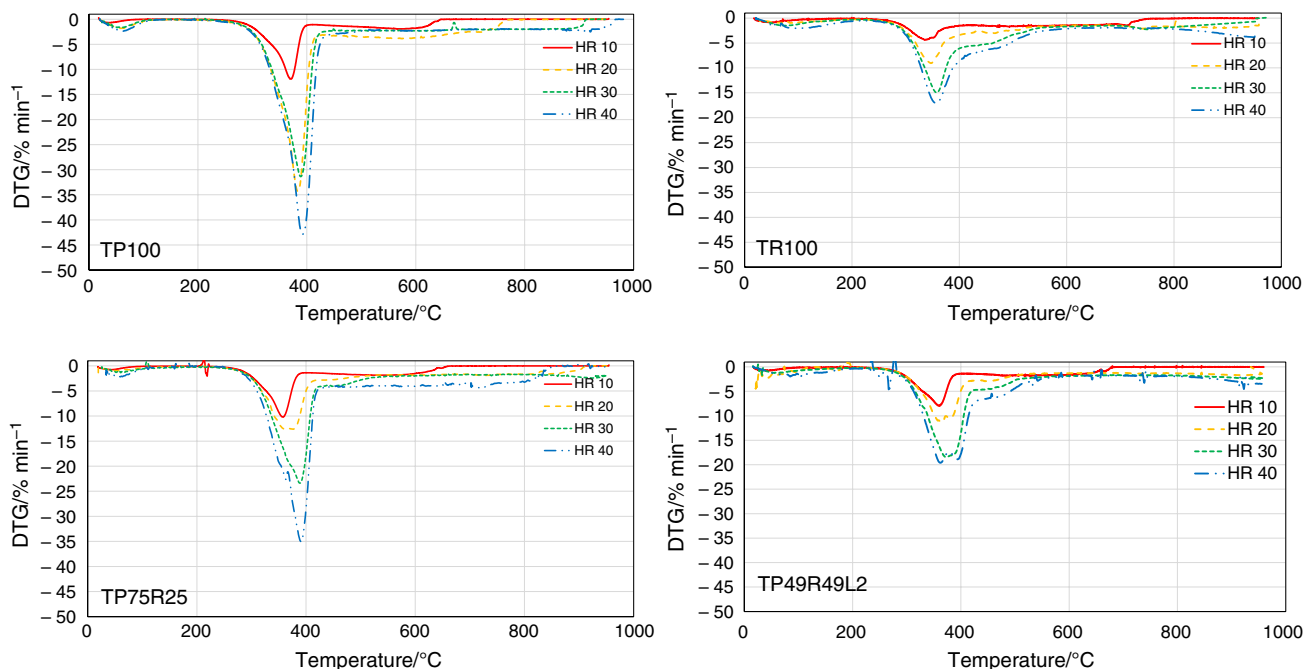 0
– 5
– 10
– 15
– 20
– 25
– 30
– 35
– 40
– 45
– 50
DTG/% min⁻¹
HR 10
HR 20
HR 30
HR 40
TP100
0 200 400 600 800 1000
Temperature/°C
0
– 5
– 10
– 15
– 20
– 25
– 30
– 35
– 40
– 45
– 50
DTG/% min⁻¹
HR 10
HR 20
HR 30
HR 40
TR100
0 200 400 600 800 1000
Temperature/°C
0
– 5
– 10
– 15
– 20
– 25
– 30
– 35
– 40
– 45
– 50
DTG/% min⁻¹
HR 10
HR 20
HR 30
HR 40
TP75R25
0 200 400 600 800 1000
Temperature/°C
0
– 5
– 10
– 15
– 20
– 25
– 30
– 35
– 40
– 45
– 50
DTG/% min⁻¹
HR 10
HR 20
HR 30
HR 40
TP49R49L2
0 200 400 600 800 1000
Temperature/°C